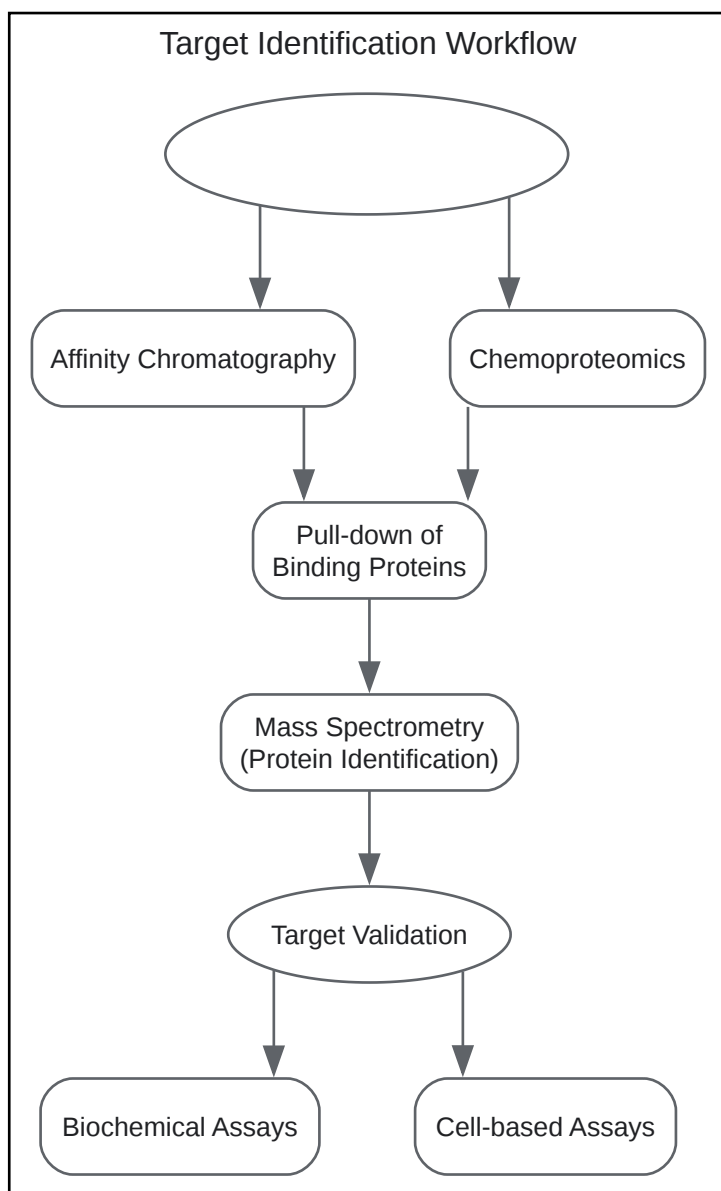 Target Identification Workflow
Affinity Chromatography
Chemoproteomics
Pull-down of
Binding Proteins
Mass Spectrometry
(Protein Identification)
Target Validation
Biochemical Assays
Cell-based Assays